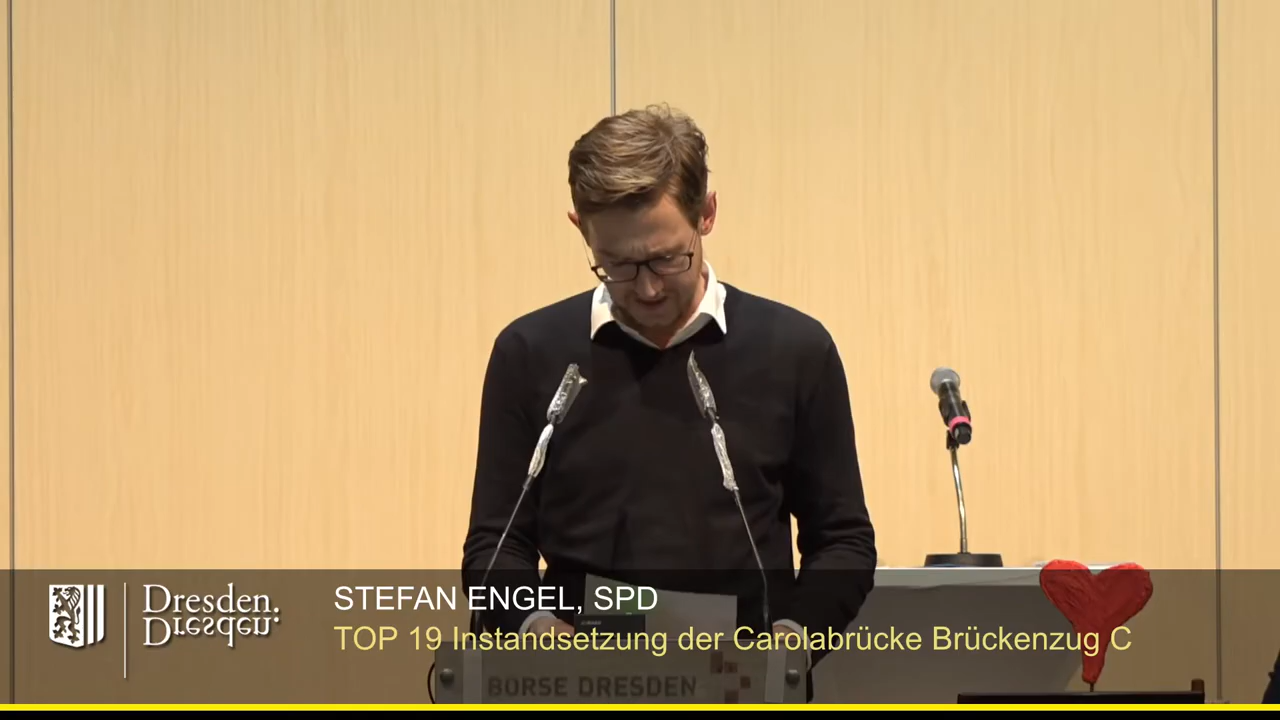 Dresden.
Dresden.
STEFAN ENGEL, SPD
TOP 19 Instandsetzung der Carolabrücke Brückenzug C
BÖRSE DRESDEN